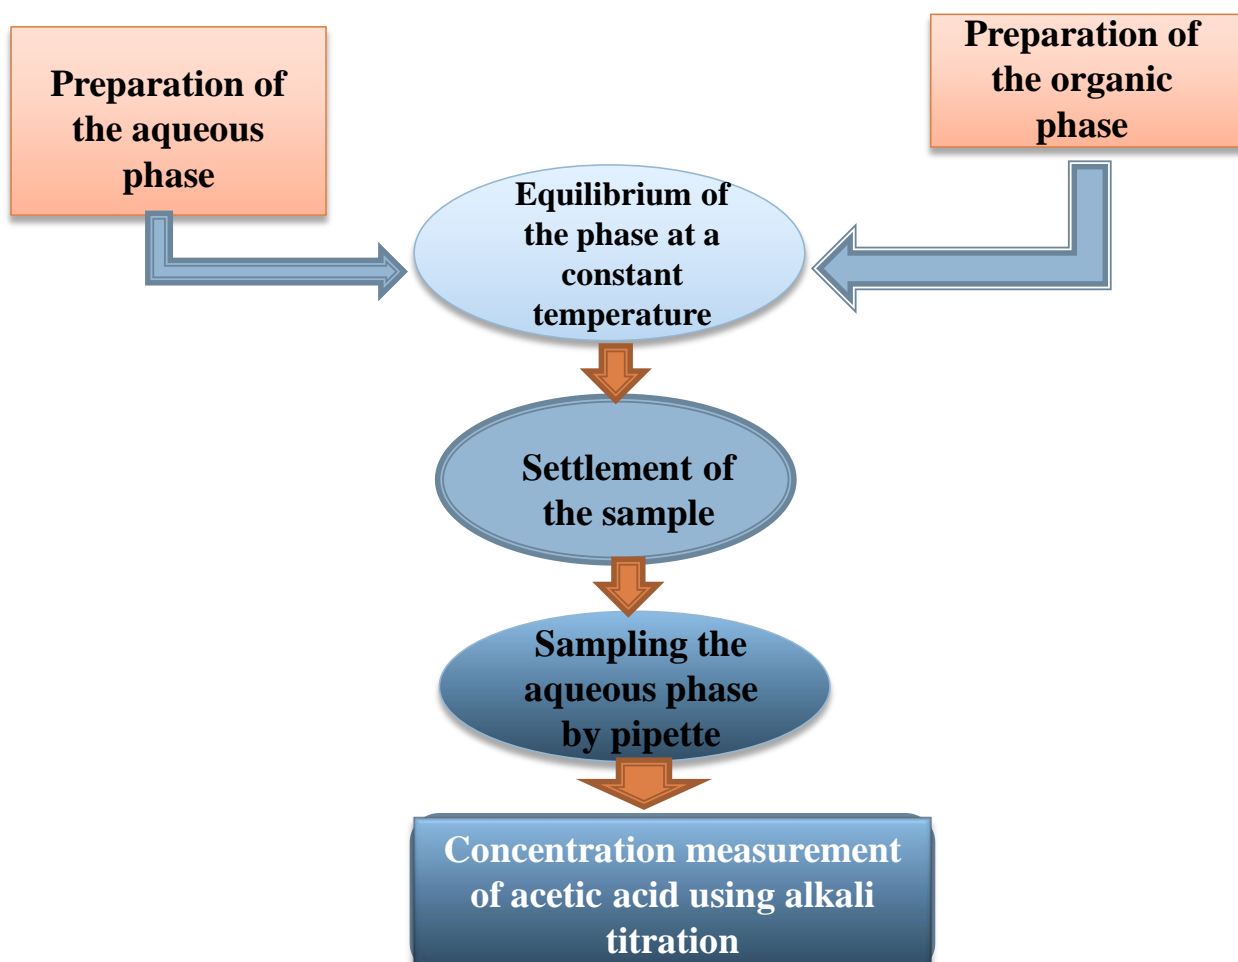 Preparation of
the aqueous
phase
Preparation of
the organic
phase
Equilibrium of
the phase at a
constant
temperature
Settlement of
the sample
Sampling the
aqueous phase
by pipette
Concentration measurement
of acetic acid using alkali
titration